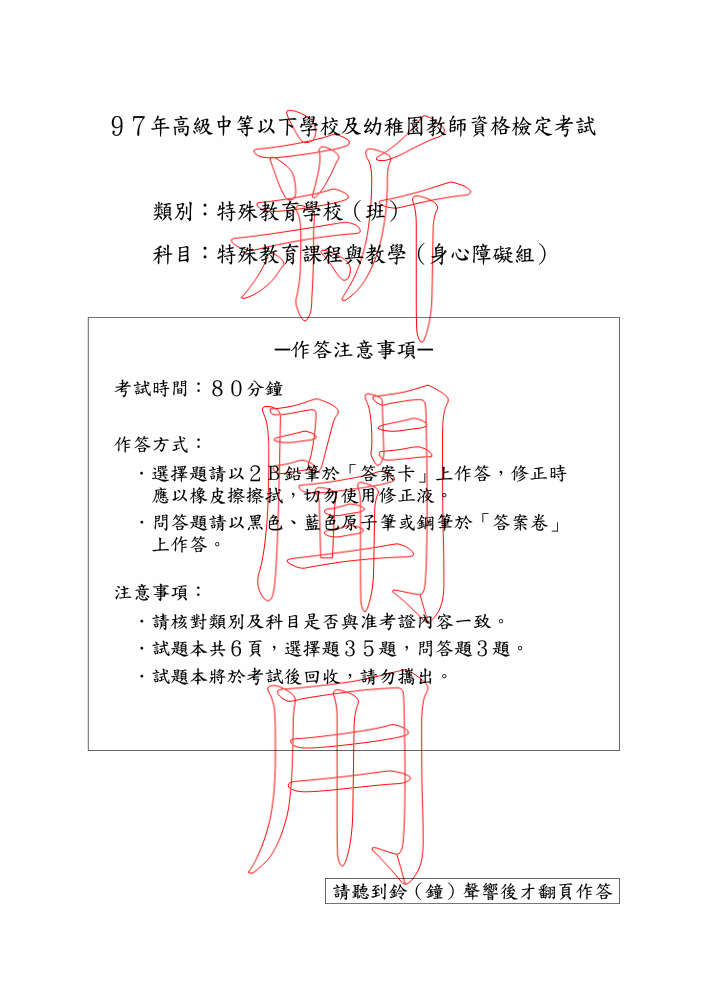 ９７年高級中等以下學校及幼稚園教師資格檢定考試
類別：特殊教育學校（班）
科目：特殊教育課程與教學（身心障礙組）
—作答注意事項—
考試時間：８０分鐘
作答方式：
．選擇題請以２Ｂ鉛筆於「答案卡」上作答，修正時
應以橡皮擦擦拭，切勿使用修正液。
．問答題請以黑色、藍色原子筆或鋼筆於「答案卷」
上作答。
注意事項：
．請核對類別及科目是否與准考證內容一致。
．試題本共６頁，選擇題３５題，問答題３題。
．試題本將於考試後回收，請勿攜出。
請聽到鈴（鐘）聲響後才翻頁作答
新聞用